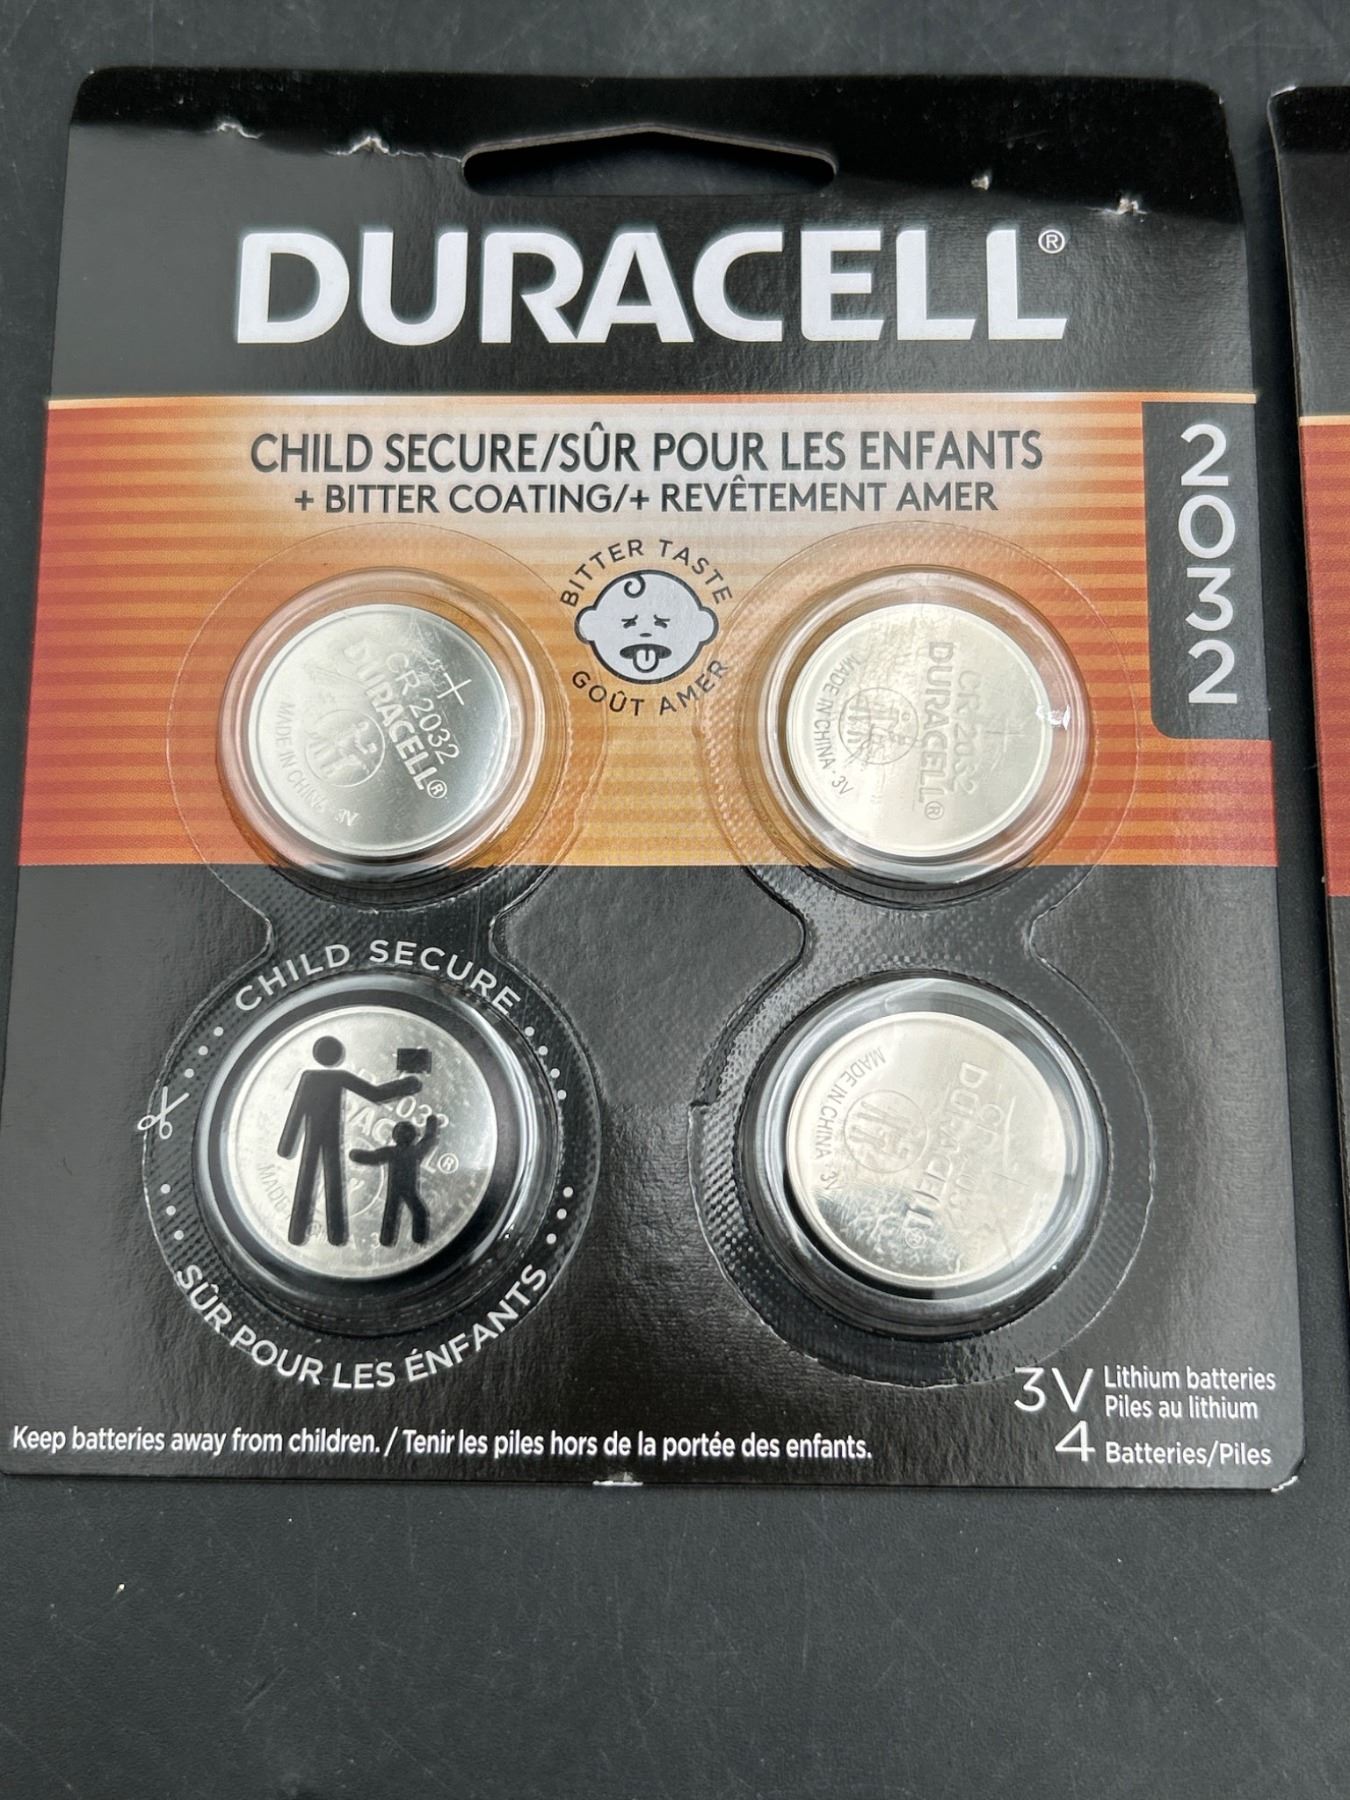 DURACELL®
CHILD SECURE/SÛR POUR LES ENFANTS
+ BITTER COATING/+ REVÊTEMENT AMER
2032
BITTER TASTE
GOÛT AMER
+
CR 2032
DURACELL®
MADE IN CHINA · 3V
CR 2032
DURACELL®
MADE IN CHINA · 3V
CHILD SECURE
SÛR POUR LES ÉNFANTS
MADE IN CHINA · 3V
3V Lithium batteries
Piles au lithium
4 Batteries/Piles
Keep batteries away from children. / Tenir les piles hors de la portée des enfants.